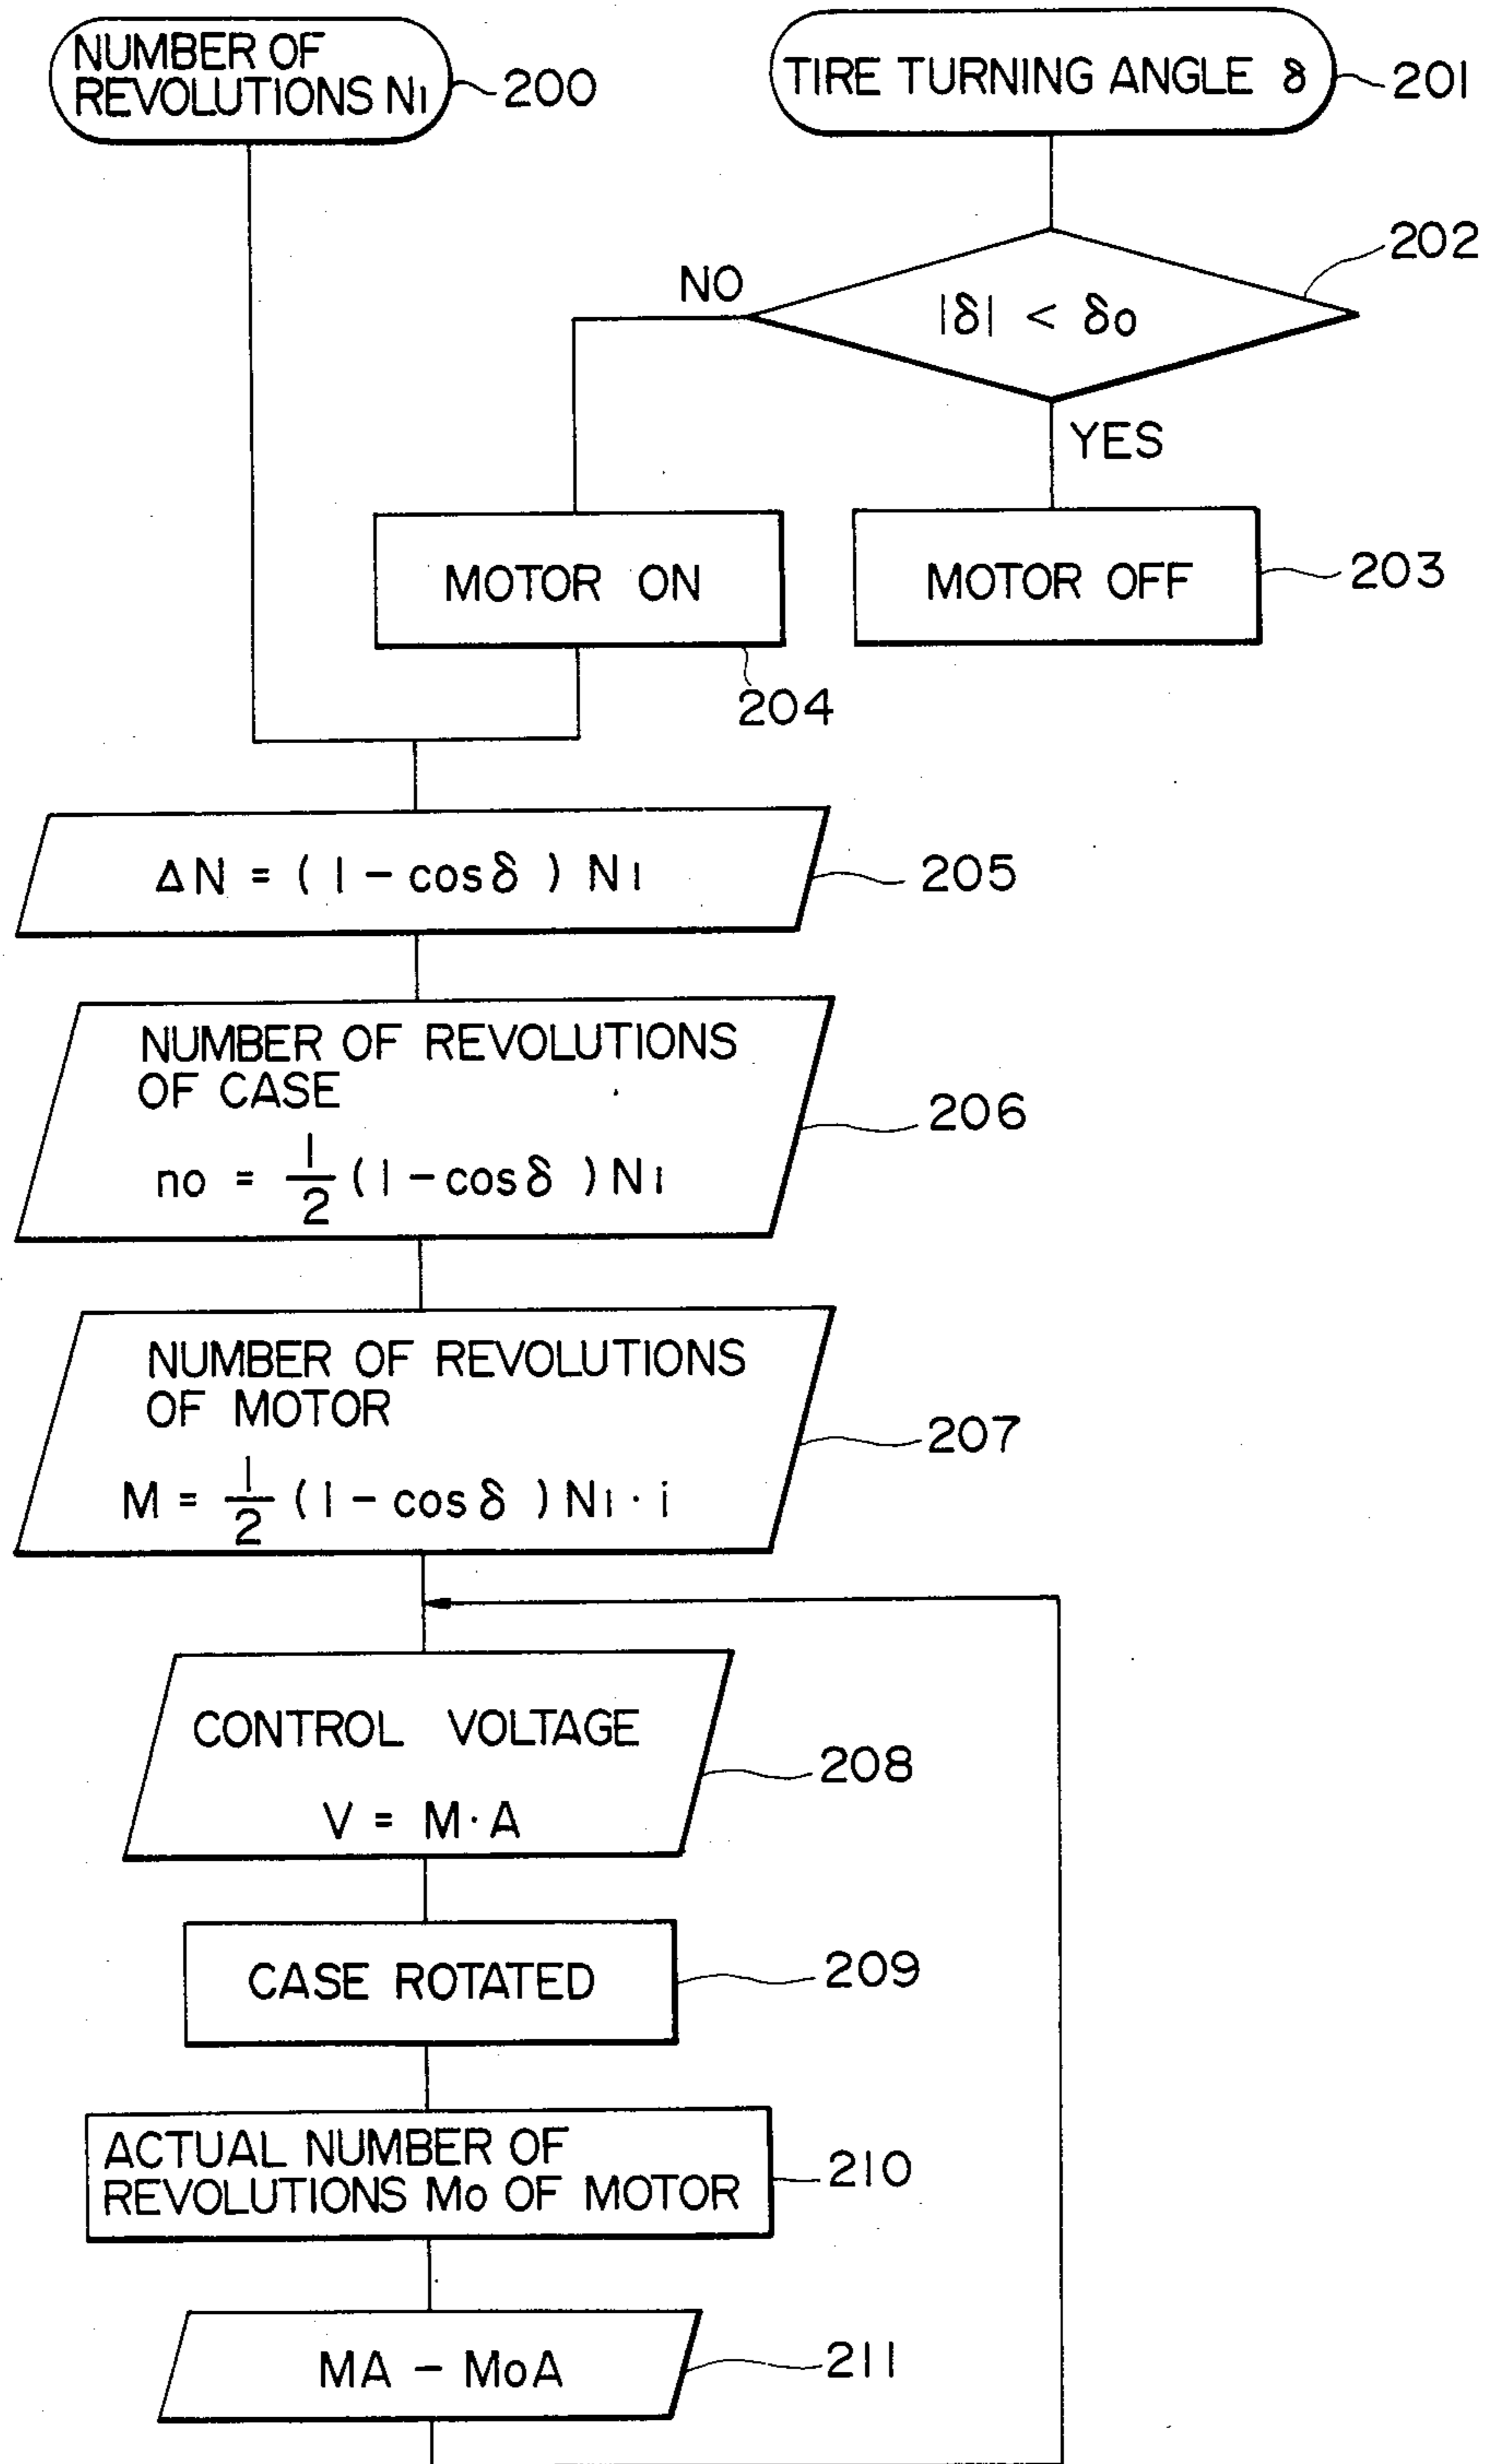 NUMBER OF
REVOLUTIONS N₁
200
TIRE TURNING ANGLE δ
201
202
|δ| < δo
NO
YES
MOTOR ON
204
MOTOR OFF
203
ΔN = (1 - cosδ) N₁
205
NUMBER OF REVOLUTIONS
OF CASE
no = 1/2 (1 - cosδ) N₁
206
NUMBER OF REVOLUTIONS
OF MOTOR
M = 1/2 (1 - cosδ) N₁ · i
207
CONTROL VOLTAGE
V = M · A
208
CASE ROTATED
209
ACTUAL NUMBER OF
REVOLUTIONS Mo OF MOTOR
210
MA - MoA
211